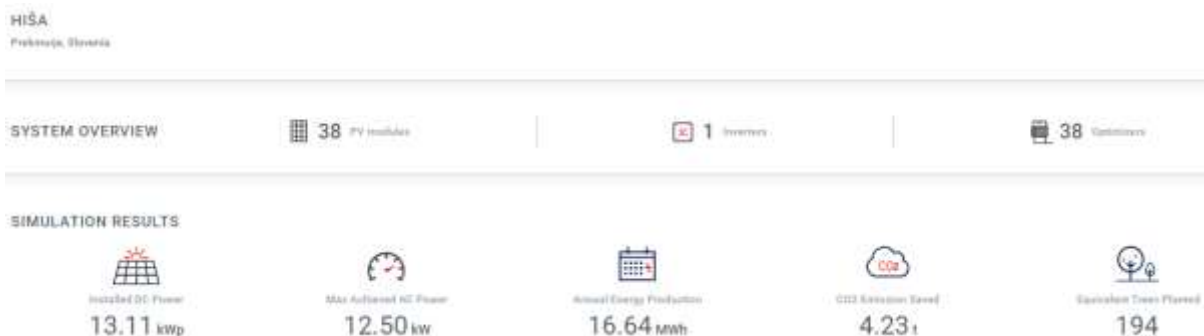 HIŠA
Prekmurje, Slovenia
SYSTEM OVERVIEW
38 PV modules
1 Inverters
38 Optimizers
SIMULATION RESULTS
CO2
Installed DC Power
Max Achieved AC Power
Annual Energy Production
CO2 Emission Saved
Equivalent Trees Planted
13.11 kWp
12.50 kW
16.64 MWh
4.23 t
194